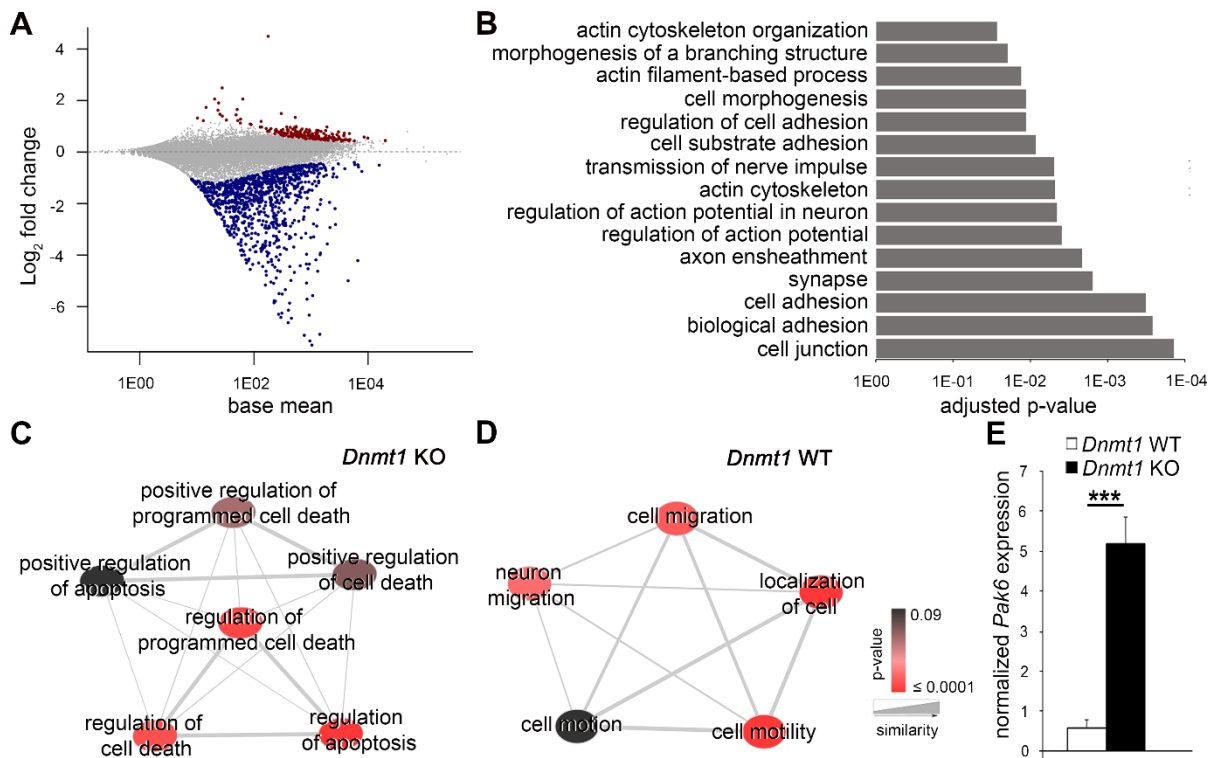 A
4
2
0
-2
-4
-6
Log2 fold change
1E00
1E02
1E04
base mean
B
actin cytoskeleton organization
morphogenesis of a branching structure
actin filament-based process
cell morphogenesis
regulation of cell adhesion
cell substrate adhesion
transmission of nerve impulse
actin cytoskeleton
regulation of action potential in neuron
regulation of action potential
axon ensheathment
synapse
cell adhesion
biological adhesion
cell junction
1E00
1E-01
1E-02
1E-03
1E-04
adjusted p-value
C
Dnmt1 KO
positive regulation of
programmed cell death
positive regulation
of apoptosis
positive regulation
of cell death
regulation of
programmed cell death
regulation of
cell death
regulation
of apoptosis
D
Dnmt1 WT
cell migration
neuron
migration
localization
of cell
cell motion
cell motility
p-value
0.09
≤ 0.0001
similarity
E
Dnmt1 WT
Dnmt1 KO
normalized Pak6 expression
7
6
5
4
3
2
1
0
***